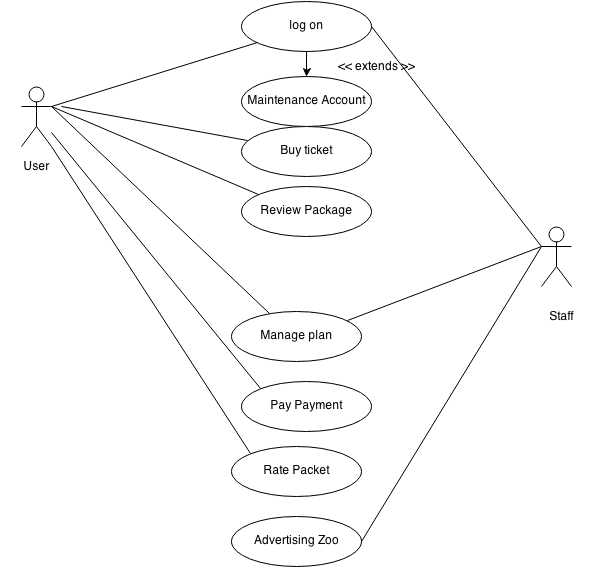 log on
<< extends >>
Maintenance Account
Buy ticket
User
Review Package
Staff
Manage plan
Pay Payment
Rate Packet
Advertising Zoo